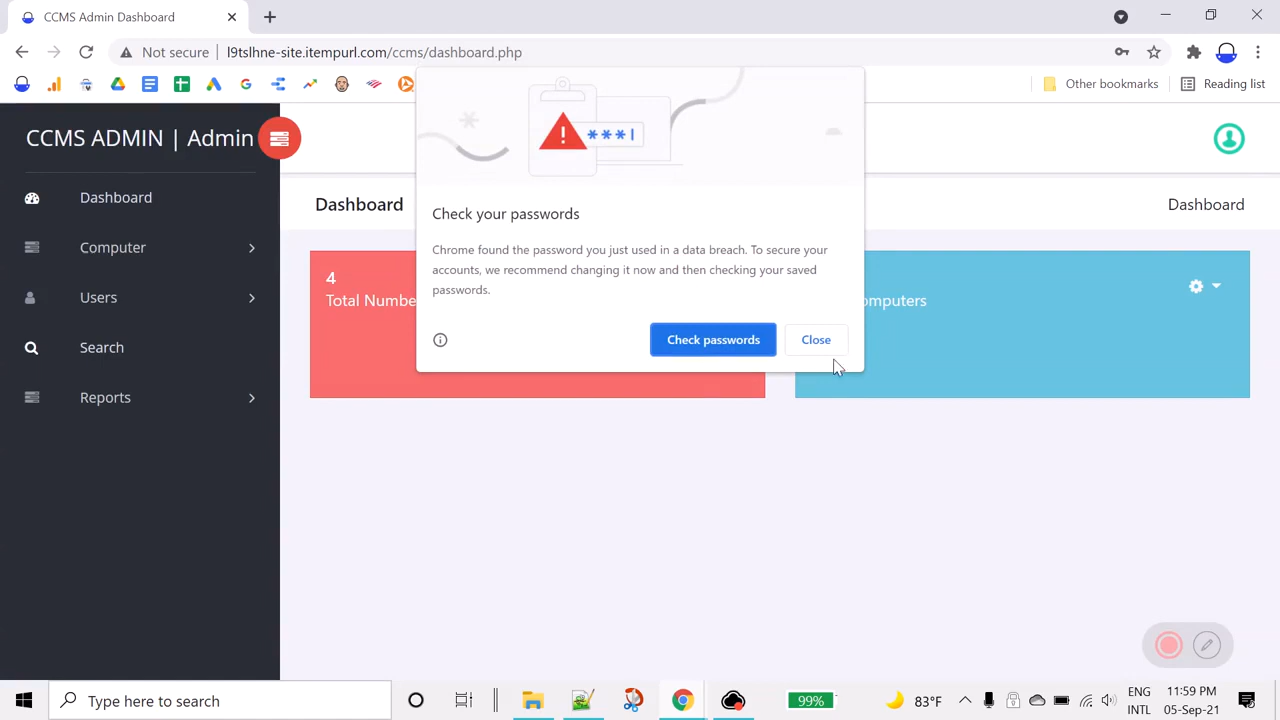 CCMS Admin Dashboard
Not secure
l9tslhne-site.itempurl.com/ccms/dashboard.php
Other bookmarks
Reading list
CCMS ADMIN | Admin
Dashboard
Computer
Users
Search
Reports
Dashboard
Dashboard
4
Total Numbe
omputers
***
Check your passwords
Chrome found the password you just used in a data breach. To secure your
accounts, we recommend changing it now and then checking your saved
passwords.
Check passwords
Close
Type here to search
99%
83°F
ENG
INTL
11:59 PM
05-Sep-21